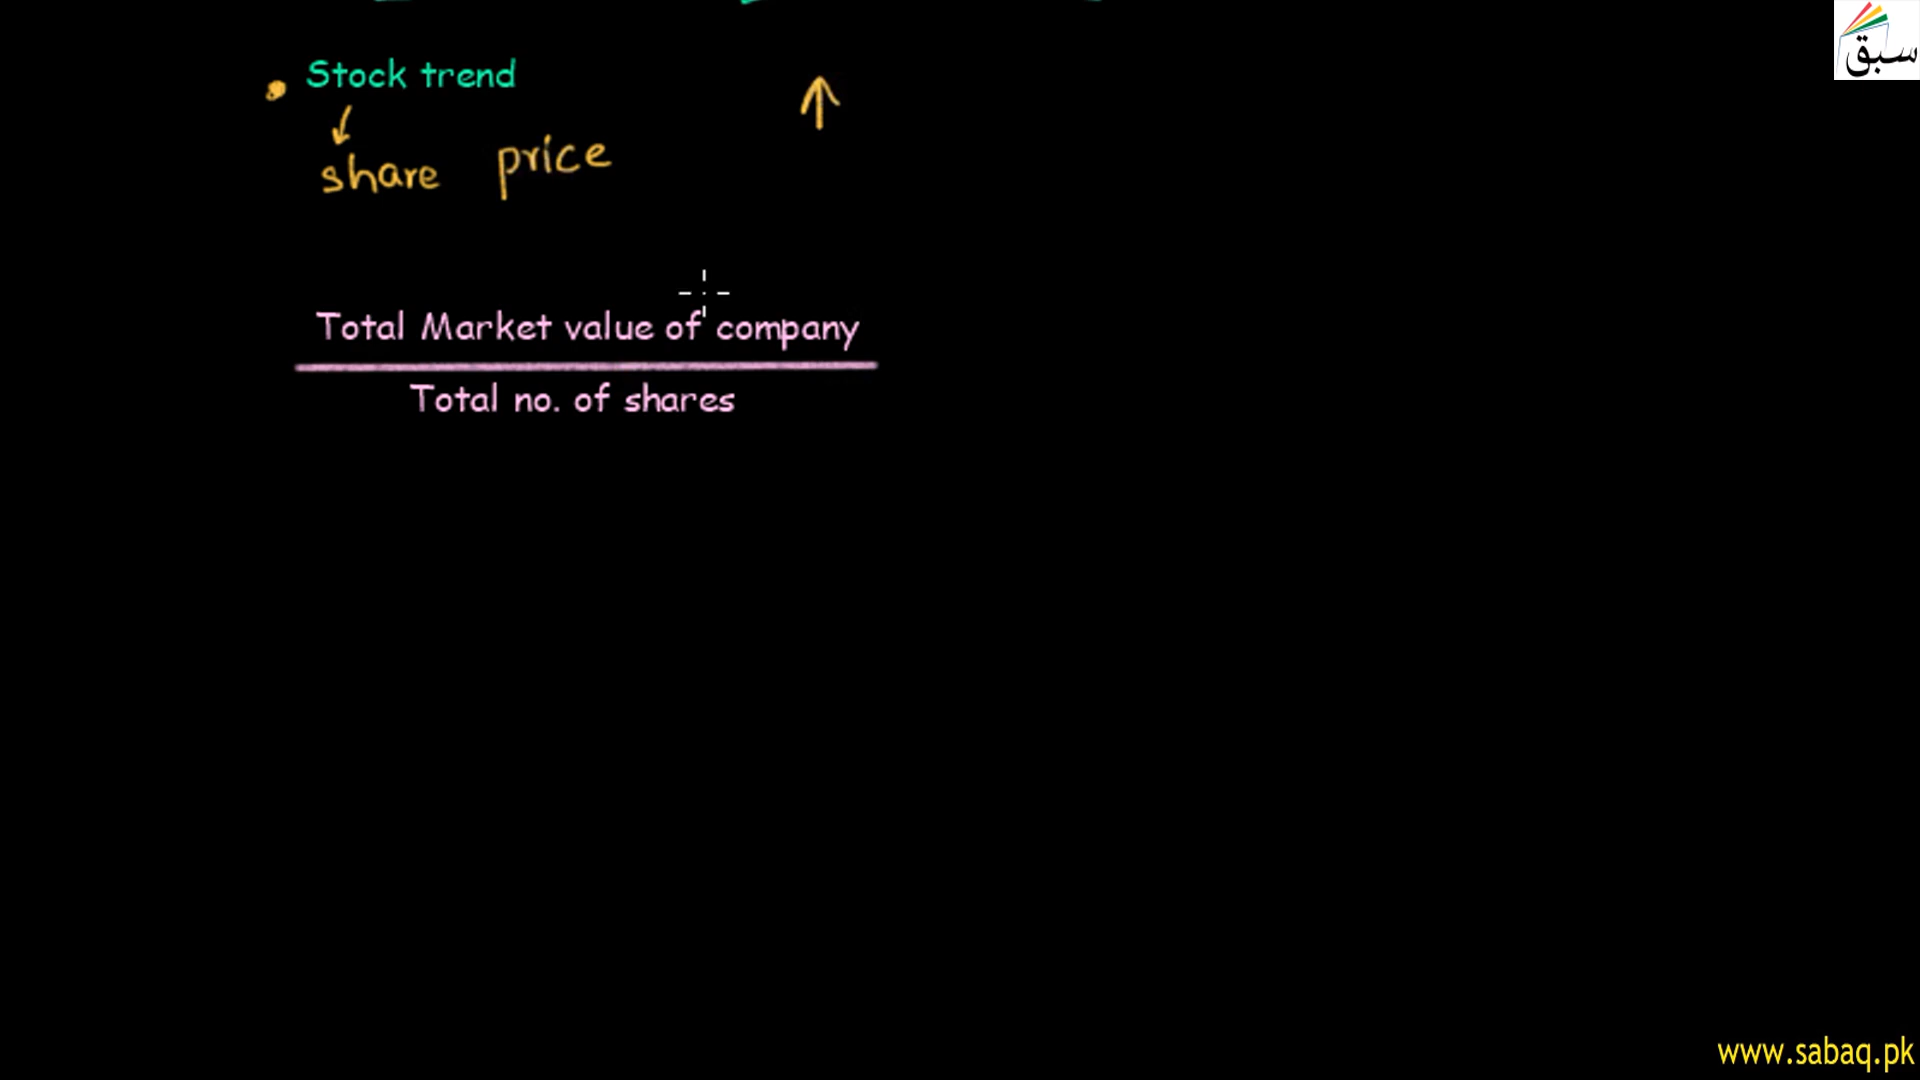 سبق
Stock trend
share price
Total Market value of company
Total no. of shares
www.sabaq.pk